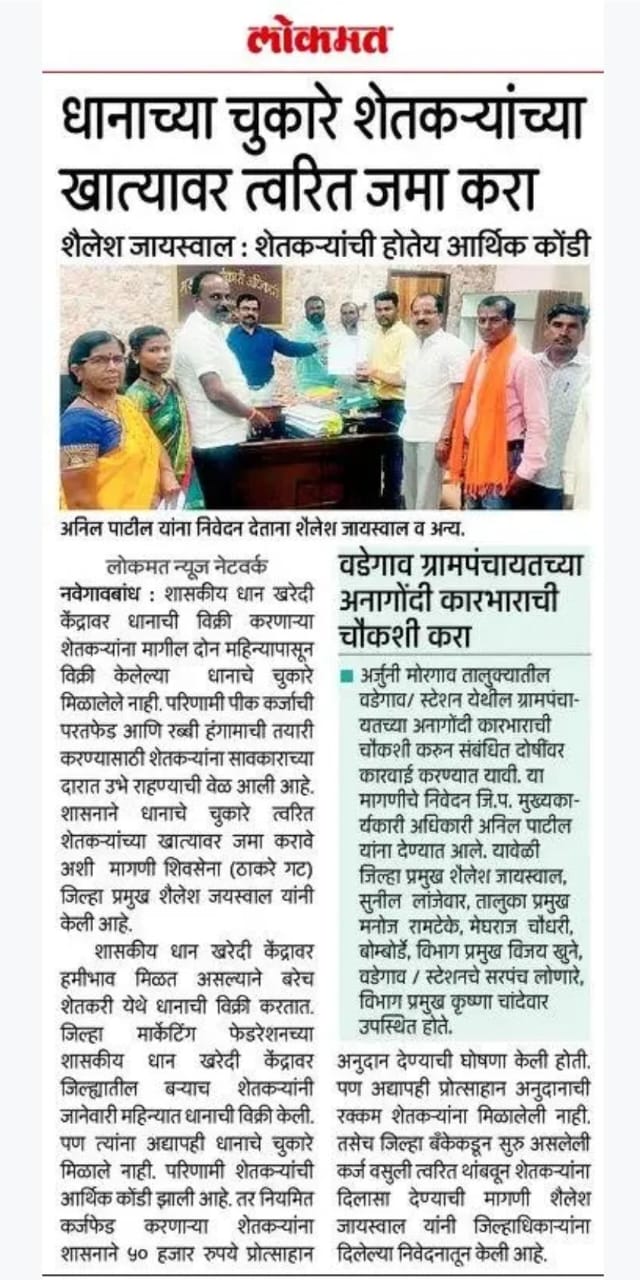 लोकमत
धानाच्या चुकारे शेतकऱ्यांच्या
खात्यावर त्वरित जमा करा
शैलेश जायस्वाल : शेतकऱ्यांची होतेय आर्थिक कोंडी
अनिल पाटील यांना निवेदन देताना शैलेश जायस्वाल व अन्य.
लोकमत न्यूज नेटवर्क
नवेगावबांध : शासकीय धान खरेदी
केंद्रावर धानाची विक्री करणाऱ्या
शेतकऱ्यांना मागील दोन महिन्यापासून
विक्री केलेल्या धानाचे चुकारे
मिळालेले नाही. परिणामी पीक कर्जाची
परतफेड आणि रब्बी हंगामाची तयारी
करण्यासाठी शेतकऱ्यांना सावकाराच्या
दारात उभे राहण्याची वेळ आली आहे.
शासनाने धानाचे चुकारे त्वरित
शेतकऱ्यांच्या खात्यावर जमा करावे
अशी मागणी शिवसेना (ठाकरे गट)
जिल्हा प्रमुख शैलेश जयस्वाल यांनी
केली आहे.
शासकीय धान खरेदी केंद्रावर
हमीभाव मिळत असल्याने बरेच
शेतकरी येथे धानाची विक्री करतात.
जिल्हा मार्केटिंग फेडरेशनच्या
शासकीय धान खरेदी केंद्रावर
जिल्ह्यातील बऱ्याच शेतकऱ्यांनी
जानेवारी महिन्यात धानाची विक्री केली.
पण त्यांना अद्यापही धानाचे चुकारे
मिळाले नाही. परिणामी शेतकऱ्यांची
आर्थिक कोंडी झाली आहे. तर नियमित
कर्जफेड करणाऱ्या शेतकऱ्यांना
शासनाने ५० हजार रुपये प्रोत्साहान
वडेगाव ग्रामपंचायतच्या
अनागोंदी कारभाराची
चौकशी करा
■ अर्जुनी मोरगाव तालुक्यातील
वडेगाव/ स्टेशन येथील ग्रामपंचा-
यतच्या अनागोंदी कारभाराची
चौकशी करुन संबंधित दोषींवर
कारवाई करण्यात यावी. या
मागणीचे निवेदन जि.प. मुख्यका-
र्यकारी अधिकारी अनिल पाटील
यांना देण्यात आले. यावेळी
जिल्हा प्रमुख शैलेश जायस्वाल,
सुनील लांजेवार, तालुका प्रमुख
मनोज रामटेके, मेघराज चौधरी,
बोम्बोर्डे, विभाग प्रमुख विजय खुने,
वडेगाव / स्टेशनचे सरपंच लोणारे,
विभाग प्रमुख कृष्णा चांदेवार
उपस्थित होते.
अनुदान देण्याची घोषणा केली होती.
पण अद्यापही प्रोत्साहान अनुदानाची
रक्कम शेतकऱ्यांना मिळालेली नाही.
तसेच जिल्हा बँकेकडून सुरु असलेली
कर्ज वसुली त्वरित थांबवून शेतकऱ्यांना
दिलासा देण्याची मागणी शैलेश
जायस्वाल यांनी जिल्हाधिकाऱ्यांना
दिलेल्या निवेदनातून केली आहे.